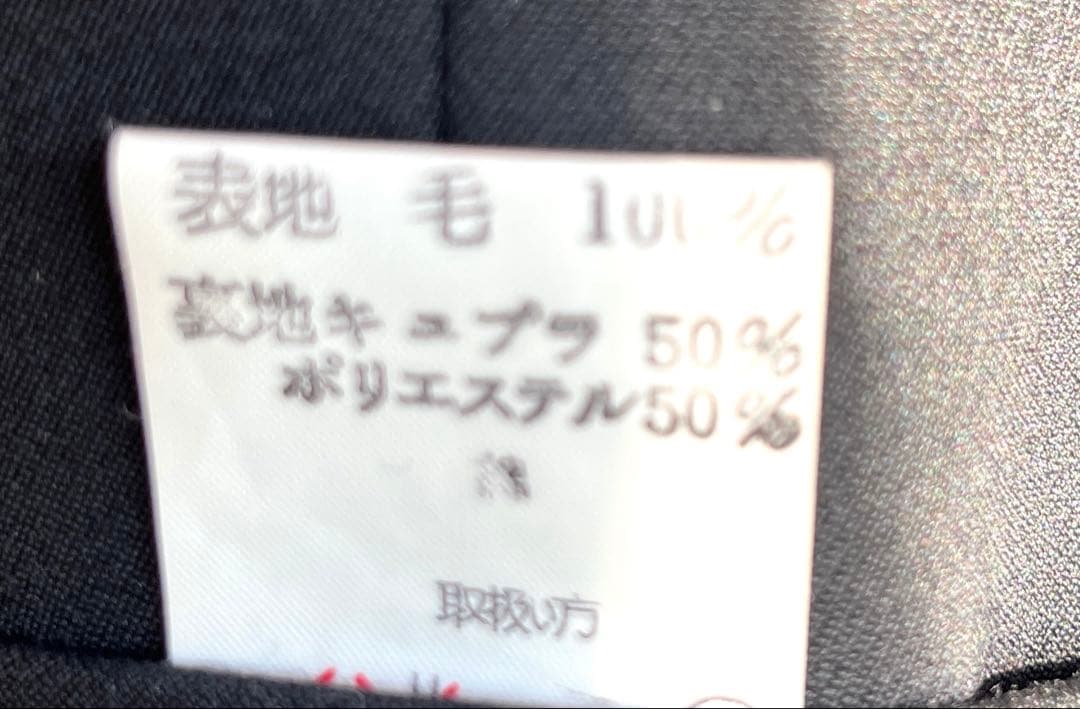 表地 毛 100%
裏地キュプラ 50%
ポリエステル50%
取扱い方